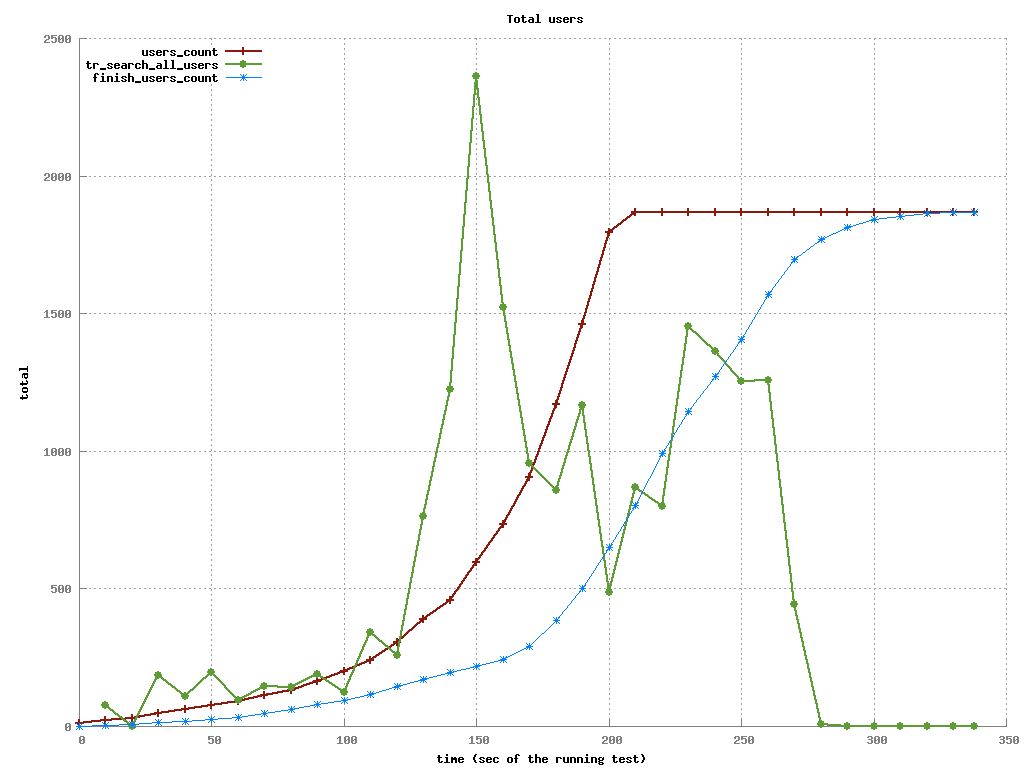 Total users
users_count
tr_search_all_users
finish_users_count
total
2500
2000
1500
1000
500
0
0 50 100 150 200 250 300 350
time (sec of the running test)